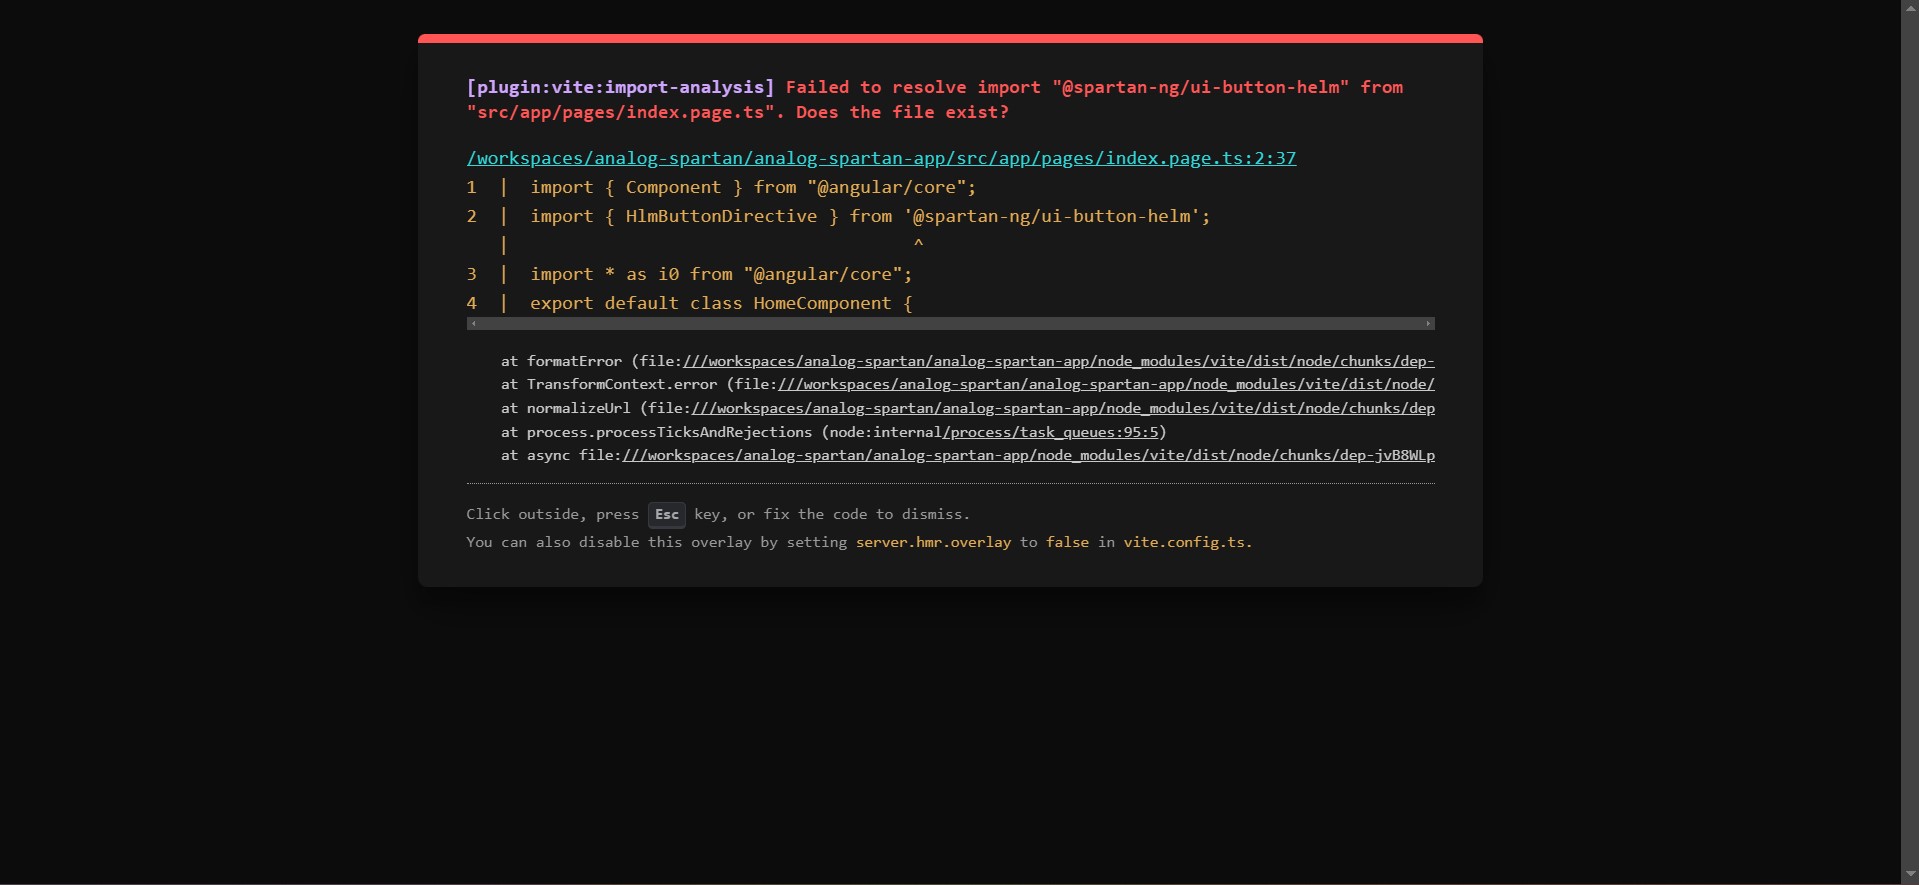 [plugin:vite:import-analysis] Failed to resolve import "@spartan-ng/ui-button-helm" from
"src/app/pages/index.page.ts". Does the file exist?
/workspaces/analog-spartan/analog-spartan-app/src/app/pages/index.page.ts:2:37
1  |  import { Component } from "@angular/core";
2  |  import { HlmButtonDirective } from '@spartan-ng/ui-button-helm';
   |                                       ^
3  |  import * as i0 from "@angular/core";
4  |  export default class HomeComponent {
at formatError (file:///workspaces/analog-spartan/analog-spartan-app/node_modules/vite/dist/node/chunks/dep-
at TransformContext.error (file:///workspaces/analog-spartan/analog-spartan-app/node_modules/vite/dist/node/
at normalizeUrl (file:///workspaces/analog-spartan/analog-spartan-app/node_modules/vite/dist/node/chunks/dep
at process.processTicksAndRejections (node:internal/process/task_queues:95:5)
at async file:///workspaces/analog-spartan/analog-spartan-app/node_modules/vite/dist/node/chunks/dep-jvB8WLp
Click outside, press Esc key, or fix the code to dismiss.
You can also disable this overlay by setting server.hmr.overlay to false in vite.config.ts.